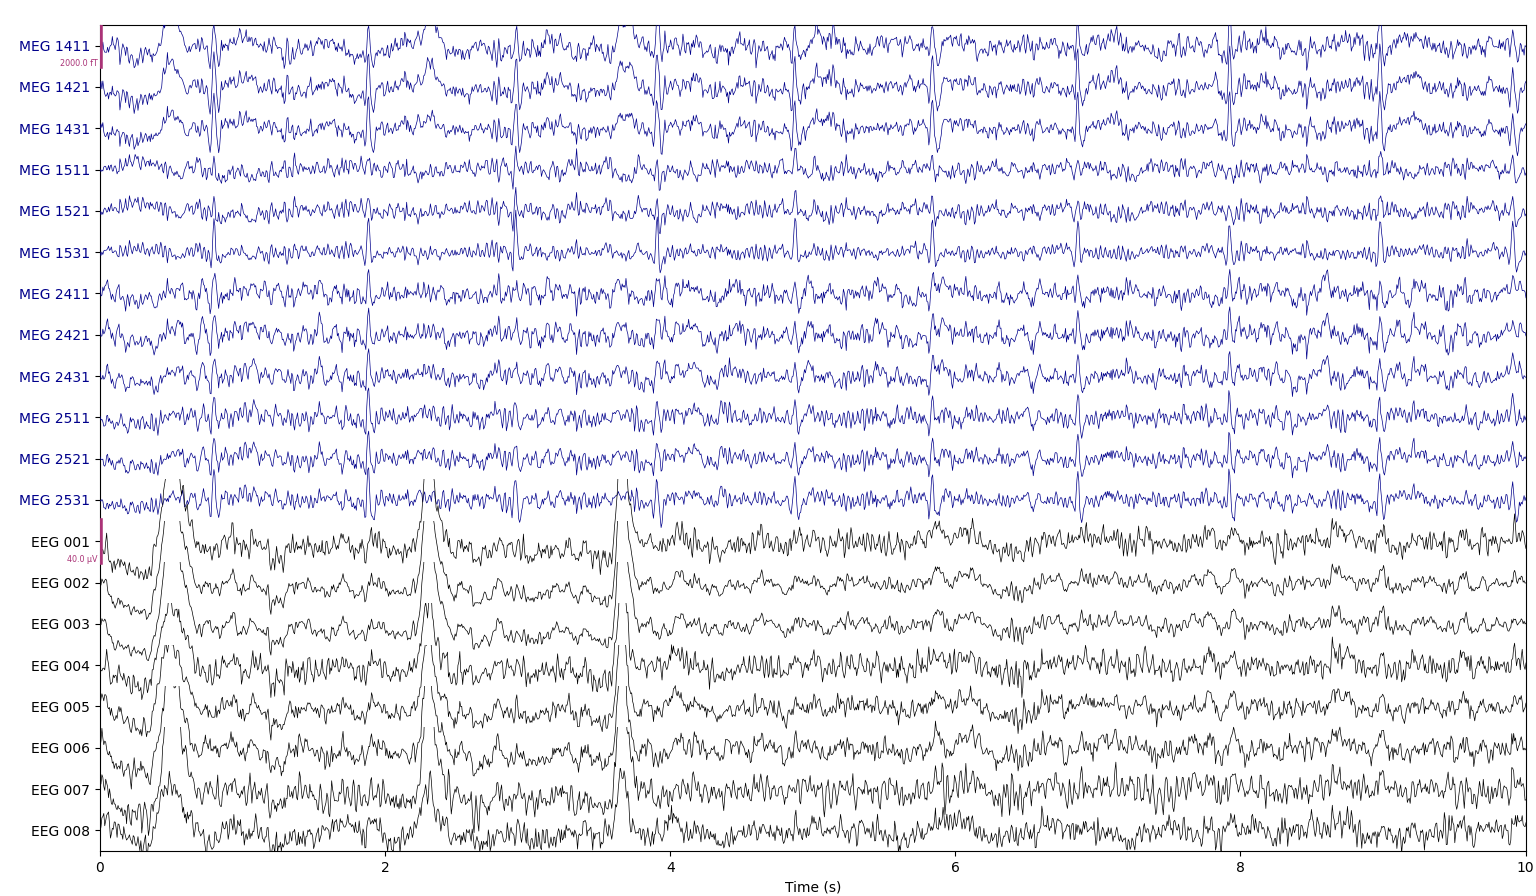 MEG 1411
2000.0 fT
MEG 1421
MEG 1431
MEG 1511
MEG 1521
MEG 1531
MEG 2411
MEG 2421
MEG 2431
MEG 2511
MEG 2521
MEG 2531
EEG 001
40.0 µV
EEG 002
EEG 003
EEG 004
EEG 005
EEG 006
EEG 007
EEG 008
0 2 4 6 8 10
Time (s)